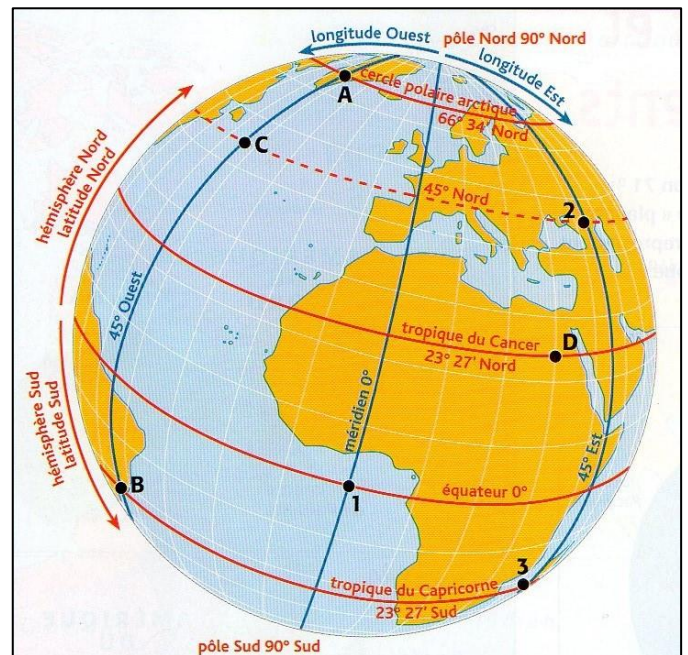 longitude Ouest
pôle Nord 90° Nord
longitude Est
A
cercle polaire arctique
66° 34' Nord
C
45° Nord
2
hémisphère Nord
latitude Nord
45° Ouest
tropique du Cancer
23° 27' Nord
D
méridien 0°
hémisphère Sud
latitude Sud
45° Est
B
1
équateur 0°
3
tropique du Capricorne
23° 27' Sud
pôle Sud 90° Sud